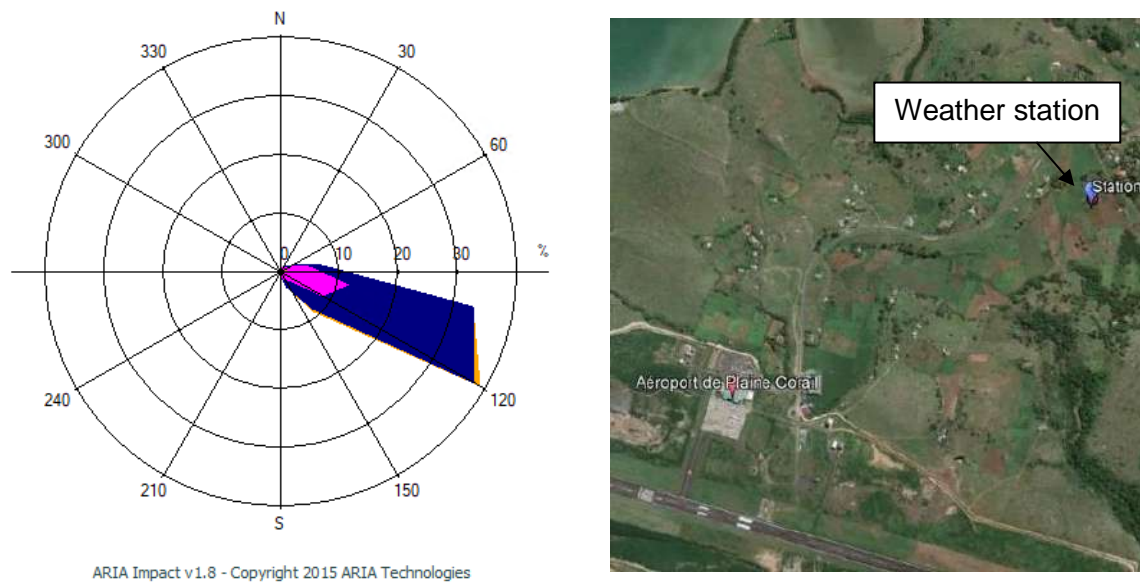 N
330
30
300
60
0
10
20
30
%
240
120
210
150
S
ARIA Impact v1.8 - Copyright 2015 ARIA Technologies
Weather station
Station
Aéroport de Plaine Corail